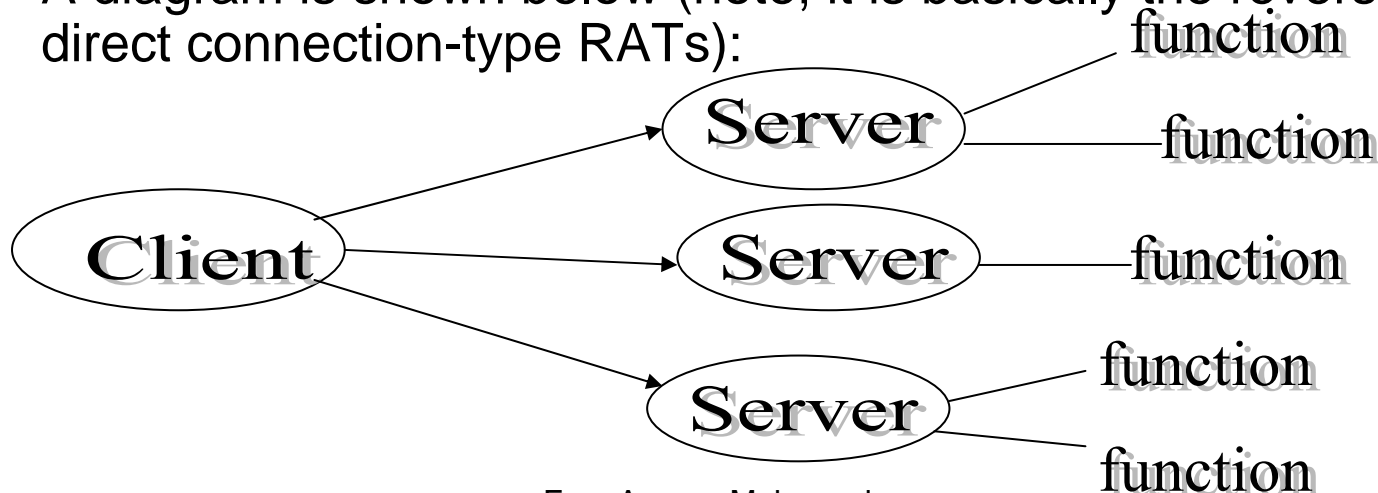 A diagram is shown below (note, it is basically the revers
direct connection-type RATs):
function
Server
function
Client
Server
function
function
Server
function